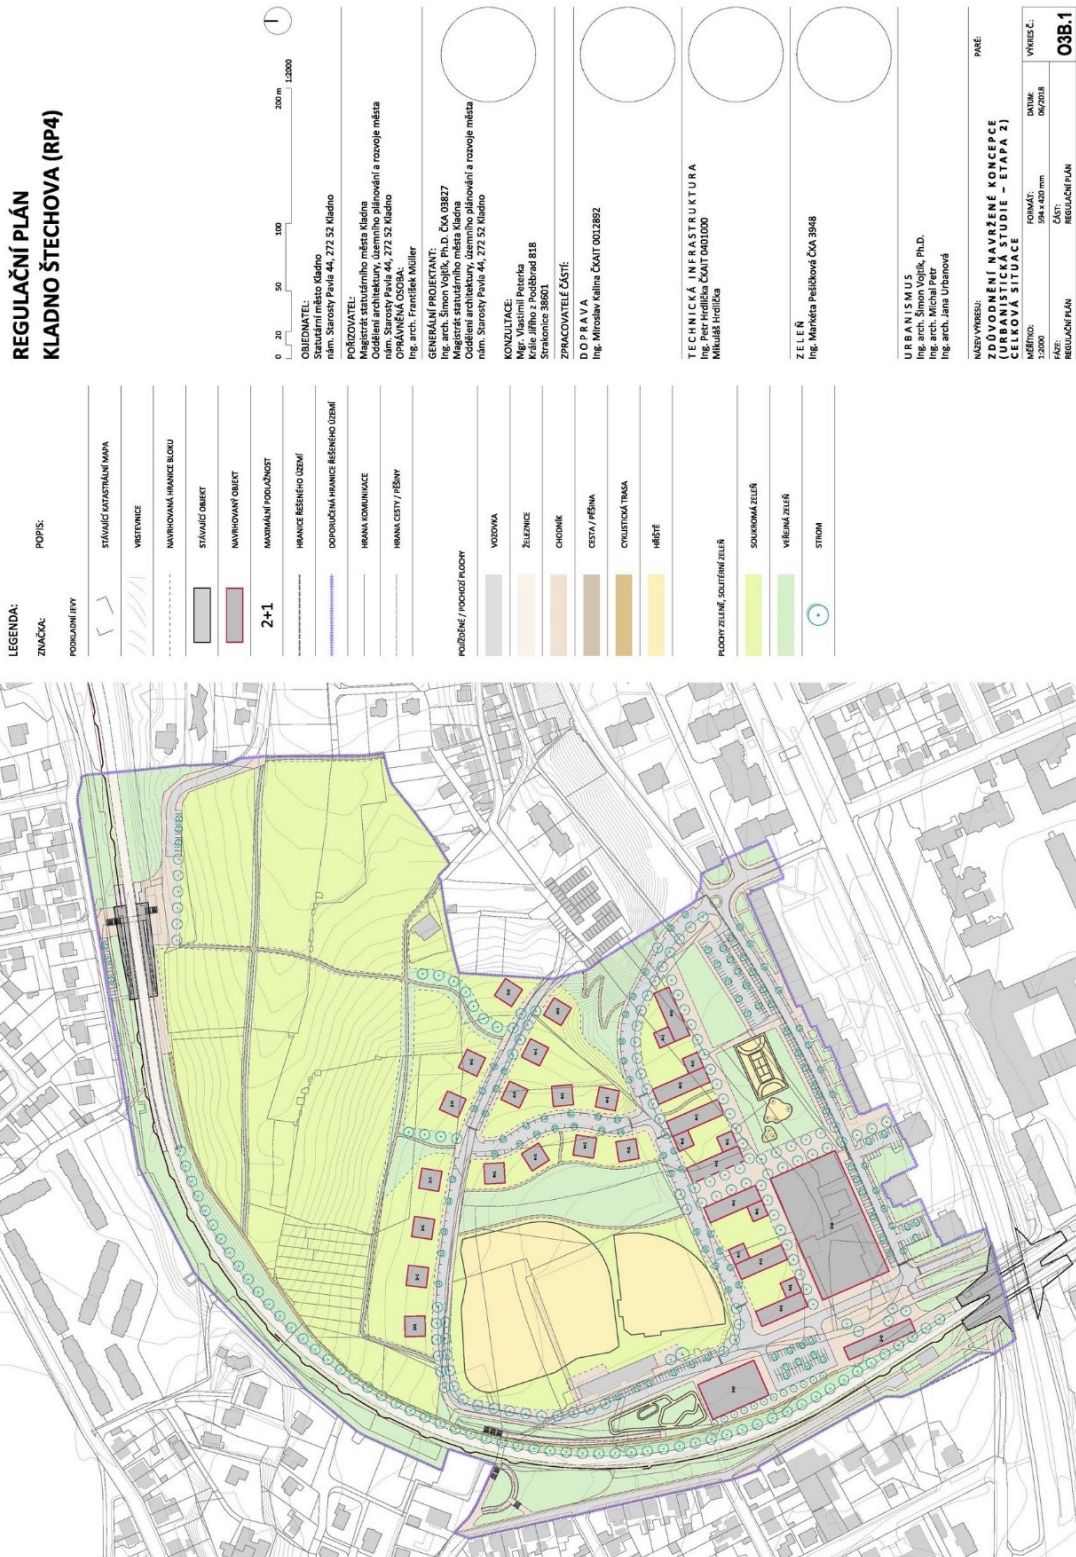 REGULAČNÍ PLÁN
KLADNO ŠTECHOVA (RP4)
0 20 50 100 200 m 1:2000
OBJEDNATEL:
Statutární město Kladno
nám. Starosty Pavla 44, 272 52 Kladno
POŘIZOVATEL:
Magistrát statutárního města Kladna
Oddělení architektury, územního plánování a rozvoje města
nám. Starosty Pavla 44, 272 52 Kladno
OPRÁVNĚNÁ OSOBA:
Ing. arch. František Müller
GENERÁLNÍ PROJEKTANT:
Ing. arch. Šimon Vojtík, Ph.D. ČKA 03827
Magistrát statutárního města Kladna
Oddělení architektury, územního plánování a rozvoje města
nám. Starosty Pavla 44, 272 52 Kladno
KONZULTACE:
Mgr. Vlastimil Peterka
Krále Jiřího z Poděbrad 818
Strakonice 38601
ZPRACOVATELÉ ČÁSTÍ:
DOPRAVA
Ing. Miroslav Kalina ČKAIT 0012892
TECHNICKÁ INFRASTRUKTURA
Ing. Petr Hrdlička ČKAIT 0401000
Mikuláš Hrdlička
ZELEŇ
Ing. Markéta Pešičková ČKA 3948
URBANISMUS
Ing. arch. Šimon Vojtík, Ph.D.
Ing. arch. Michal Petr
Ing. arch. Jana Urbanová
NÁZEV VÝKRESU:
PARÉ:
ZDŮVODNĚNÍ NAVRŽENÉ KONCEPCE
(URBANISTICKÁ STUDIE – ETAPA 2)
CELKOVÁ SITUACE
MĚŘÍTKO:
1:2000
FORMÁT:
594 x 420 mm
DATUM:
06/2018
VÝKRES Č.:
03B.1
FÁZE:
REGULAČNÍ PLÁN
ČÁST:
REGULAČNÍ PLÁN
LEGENDA:
ZNAČKA: POPIS:
PODKLADNÍ JEVY
STÁVAJÍCÍ KATASTRÁLNÍ MAPA
VRSTEVNICE
NAVRHOVANÁ HRANICE BLOKU
STÁVAJÍCÍ OBJEKT
NAVRHOVANÝ OBJEKT
2+1 MAXIMÁLNÍ PODLAŽNOST
HRANICE ŘEŠENÉHO ÚZEMÍ
DOPORUČENÁ HRANICE ŘEŠENÉHO ÚZEMÍ
HRANA KOMUNIKACE
HRANA CESTY / PĚŠINY
POJÍZDĚNÉ / POCHOZÍ PLOCHY
VOZOVKA
ŽELEZNICE
CHODNÍK
CESTA / PĚŠINA
CYKLISTICKÁ TRASA
HŘIŠTĚ
PLOCHY ZELENĚ, SOLITÉRNÍ ZELEŇ
SOUKROMÁ ZELEŇ
VEŘEJNÁ ZELEŇ
STROM